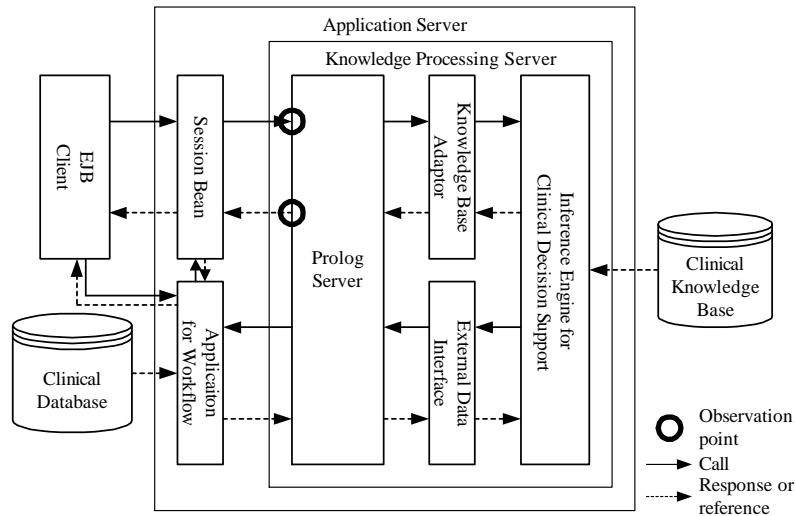 Application Server
Knowledge Processing Server
EJB
Client
Session Bean
Prolog
Server
Knowledge Base
Adaptor
Inference Engine for
Clinical Decision Support
Clinical
Knowledge
Base
Clinical
Database
Applicaiton
for Workflow
External Data
Interface
Observation
point
Call
Response or
reference